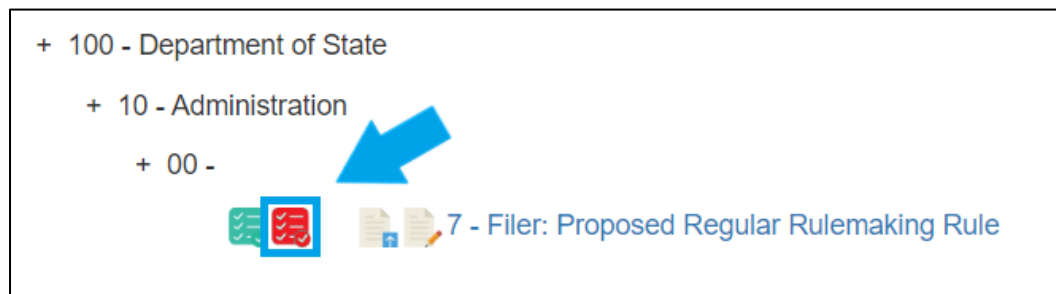 + 100 - Department of State
+ 10 - Administration
+ 00 -
7 - Filer: Proposed Regular Rulemaking Rule